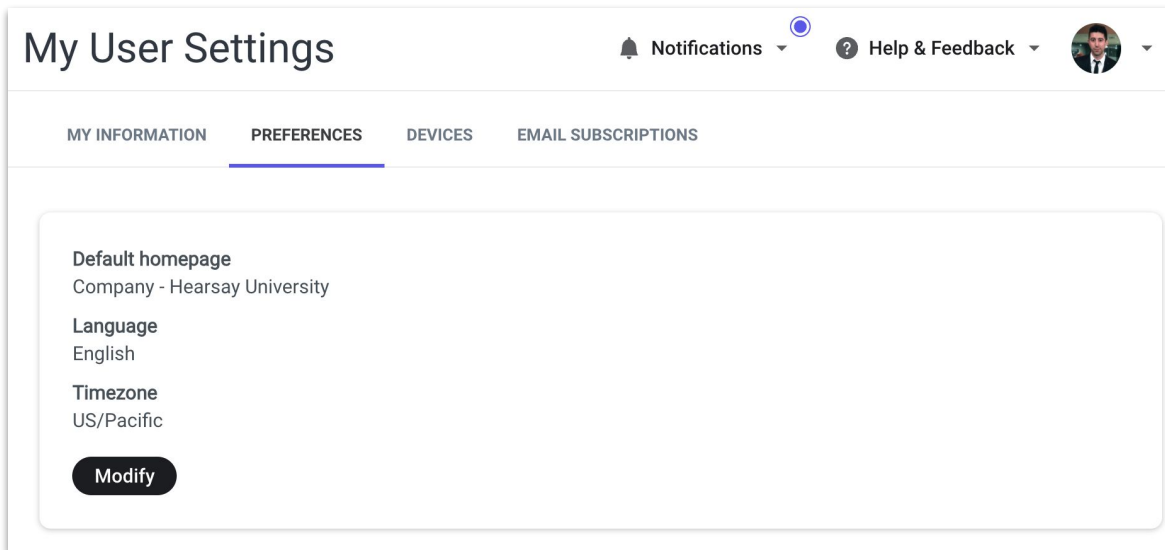 My User Settings
Notifications
Help & Feedback
MY INFORMATION
PREFERENCES
DEVICES
EMAIL SUBSCRIPTIONS
Default homepage
Company - Hearsay University
Language
English
Timezone
US/Pacific
Modify